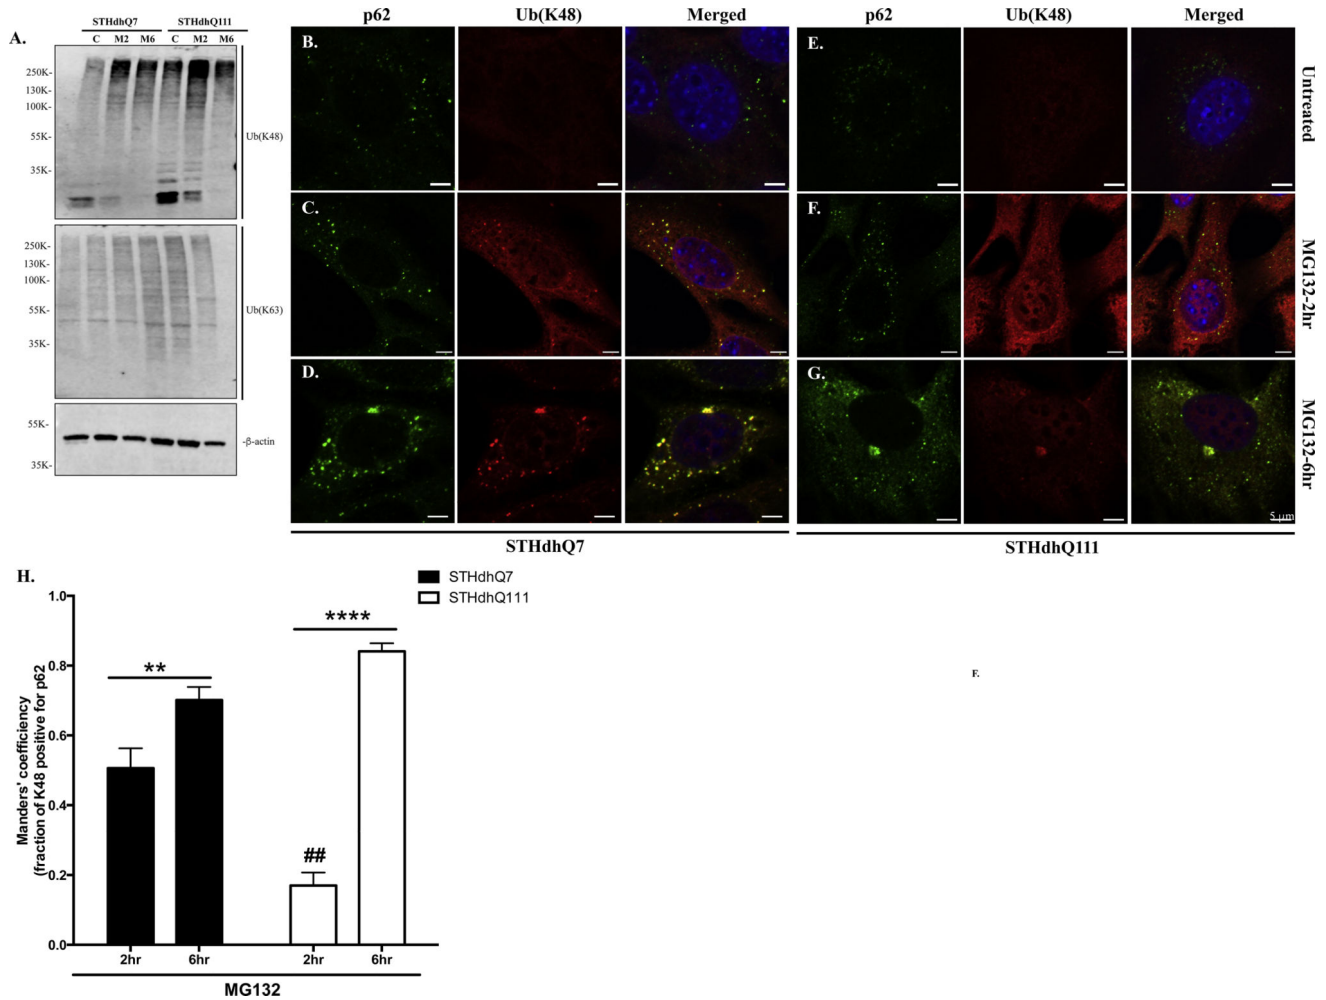 A.
STHdhQ7 STHdhQ111
C M2 M6 C M2 M6
250K-
130K-
100K-
55K-
35K-
Ub(K48)
250K-
130K-
100K-
55K-
35K-
Ub(K63)
55K-
35K-
-β-actin
p62 Ub(K48) Merged p62 Ub(K48) Merged
B. E. Untreated
C. F. MG132-2hr
D. G. MG132-6hr
5 μm
STHdhQ7 STHdhQ111
H.
STHdhQ7
STHdhQ111
Manders' coefficiency
(fraction of K48 positive for p62
1.0
0.8
0.6
0.4
0.2
0.0
** ****
##
2hr 6hr 2hr 6hr
MG132
F.